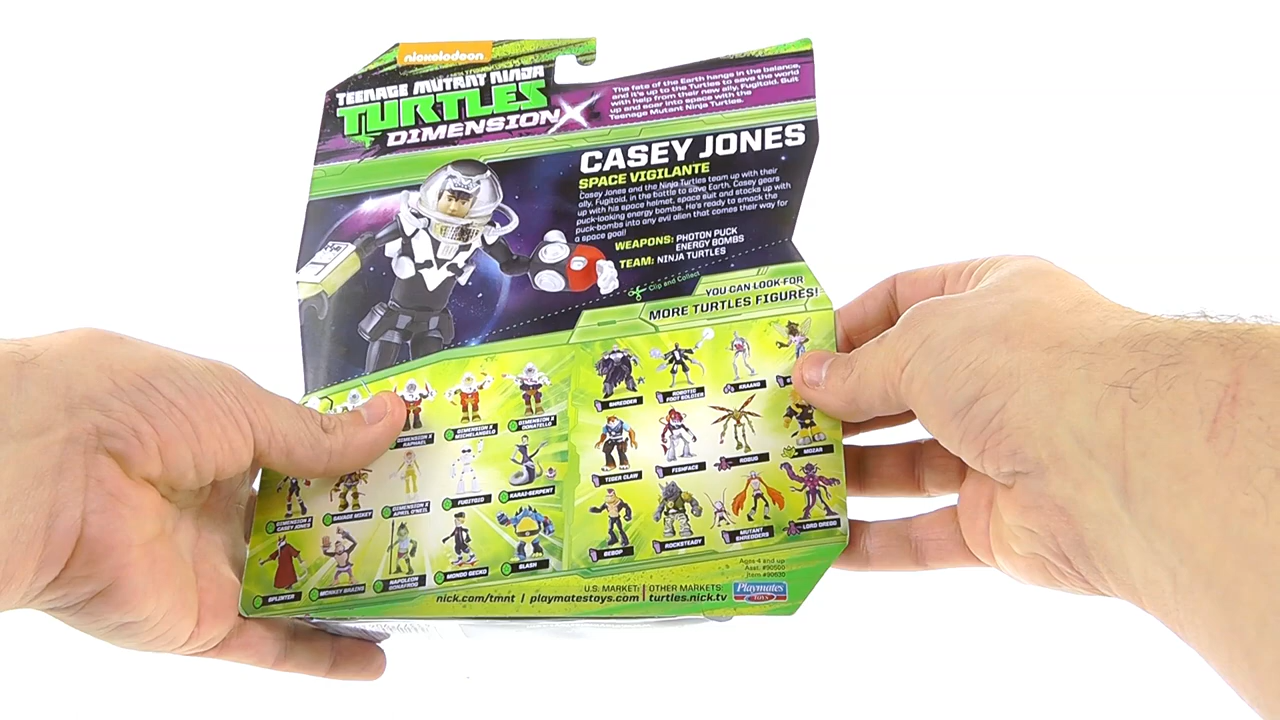 nickelodeon
TEENAGE MUTANT NINJA
TURTLES
DIMENSION X
The fate of the Earth hangs in the balance,
and it's up to the Turtles to save the world
with help from their new ally, Fugitoid. Suit
up and soar into space with the
Teenage Mutant Ninja Turtles.
CASEY JONES
SPACE VIGILANTE
Casey Jones and the Ninja Turtles team up with their
ally, Fugitoid, in the battle to save Earth. Casey gears
up with his space helmet, space suit and stocks up with
puck-looking energy bombs. He's ready to smack the
puck-bombs into any evil alien that comes their way for
a space goal!
WEAPONS: PHOTON PUCK
ENERGY BOMBS
TEAM: NINJA TURTLES
Clip and Collect
YOU CAN LOOK FOR
MORE TURTLES FIGURES!
DIMENSION X
RAPHAEL
DIMENSION X
MICHELANGELO
DIMENSION X
DONATELLO
SHREDDER
ROBOTIC
FOOT SOLDIER
KRAANG
DIMENSION X
CASEY JONES
SAVAGE MIKEY
DIMENSION X
APRIL O'NEIL
FUGITOID
KARAI-SERPENT
TIGER CLAW
FISHFACE
ROBUG
MOZAR
SPLINTER
MONKEY BRAINS
NAPOLEON
BONAFROG
MONDO GECKO
SLASH
BEBOP
ROCKSTEADY
MUTANT
SHREDDERS
LORD DREGG
Ages 4 and up
Asst. #90500
Item #90630
U.S. MARKET: | OTHER MARKETS:
nick.com/tmnt | playmatestoys.com | turtles.nick.tv
Playmates
TOYS